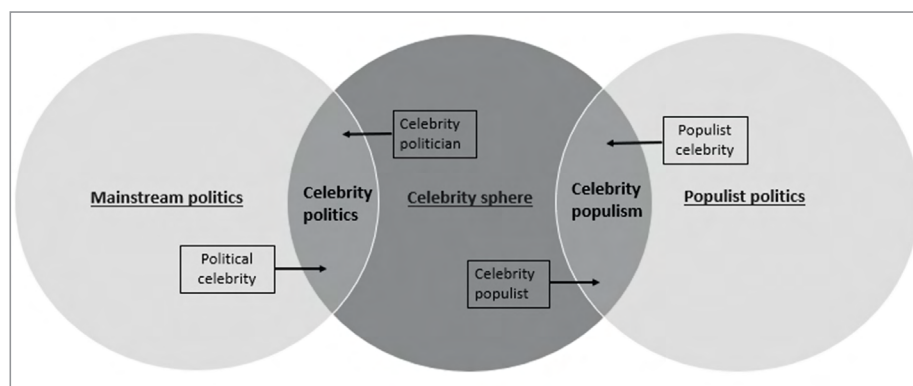 Celebrity
politician
Populist
celebrity
Mainstream politics
Celebrity
politics
Celebrity sphere
Celebrity
populism
Populist politics
Political
celebrity
Celebrity
populist